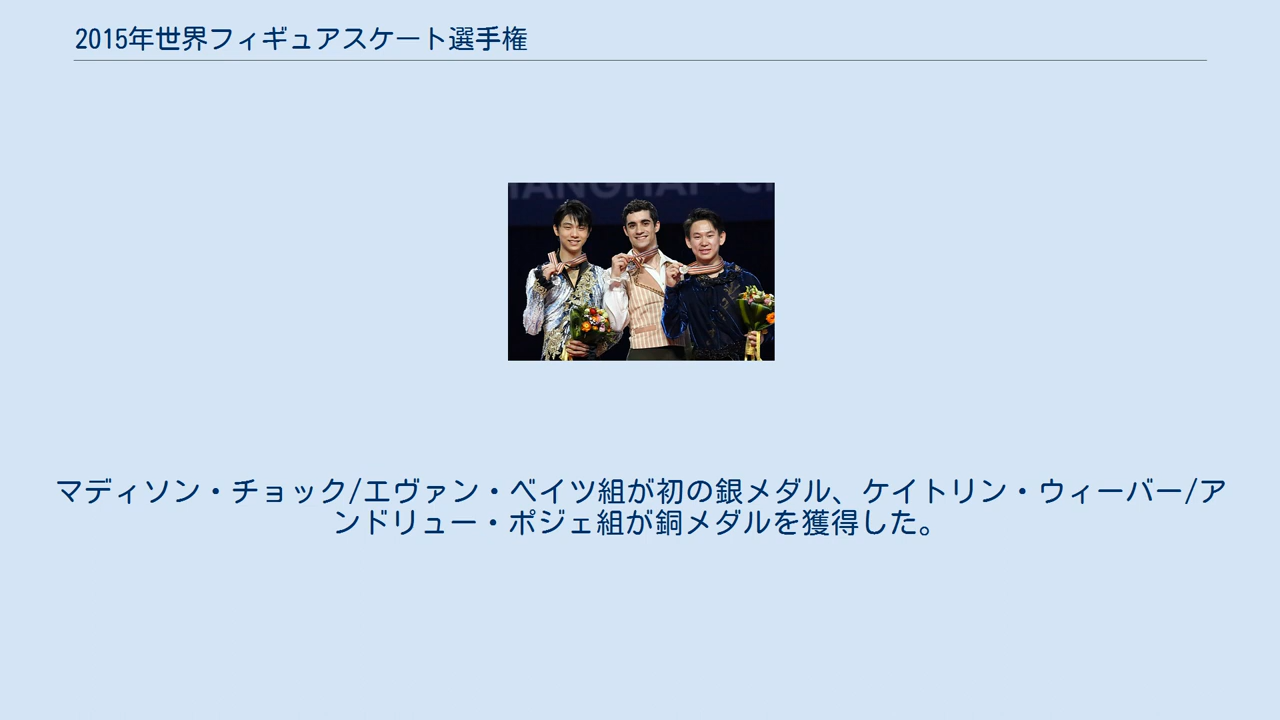 2015年世界フィギュアスケート選手権
マディソン・チョック/エヴァン・ベイツ組が初の銀メダル、ケイトリン・ウィーバー/ア
ンドリュー・ポジェ組が銅メダルを獲得した。